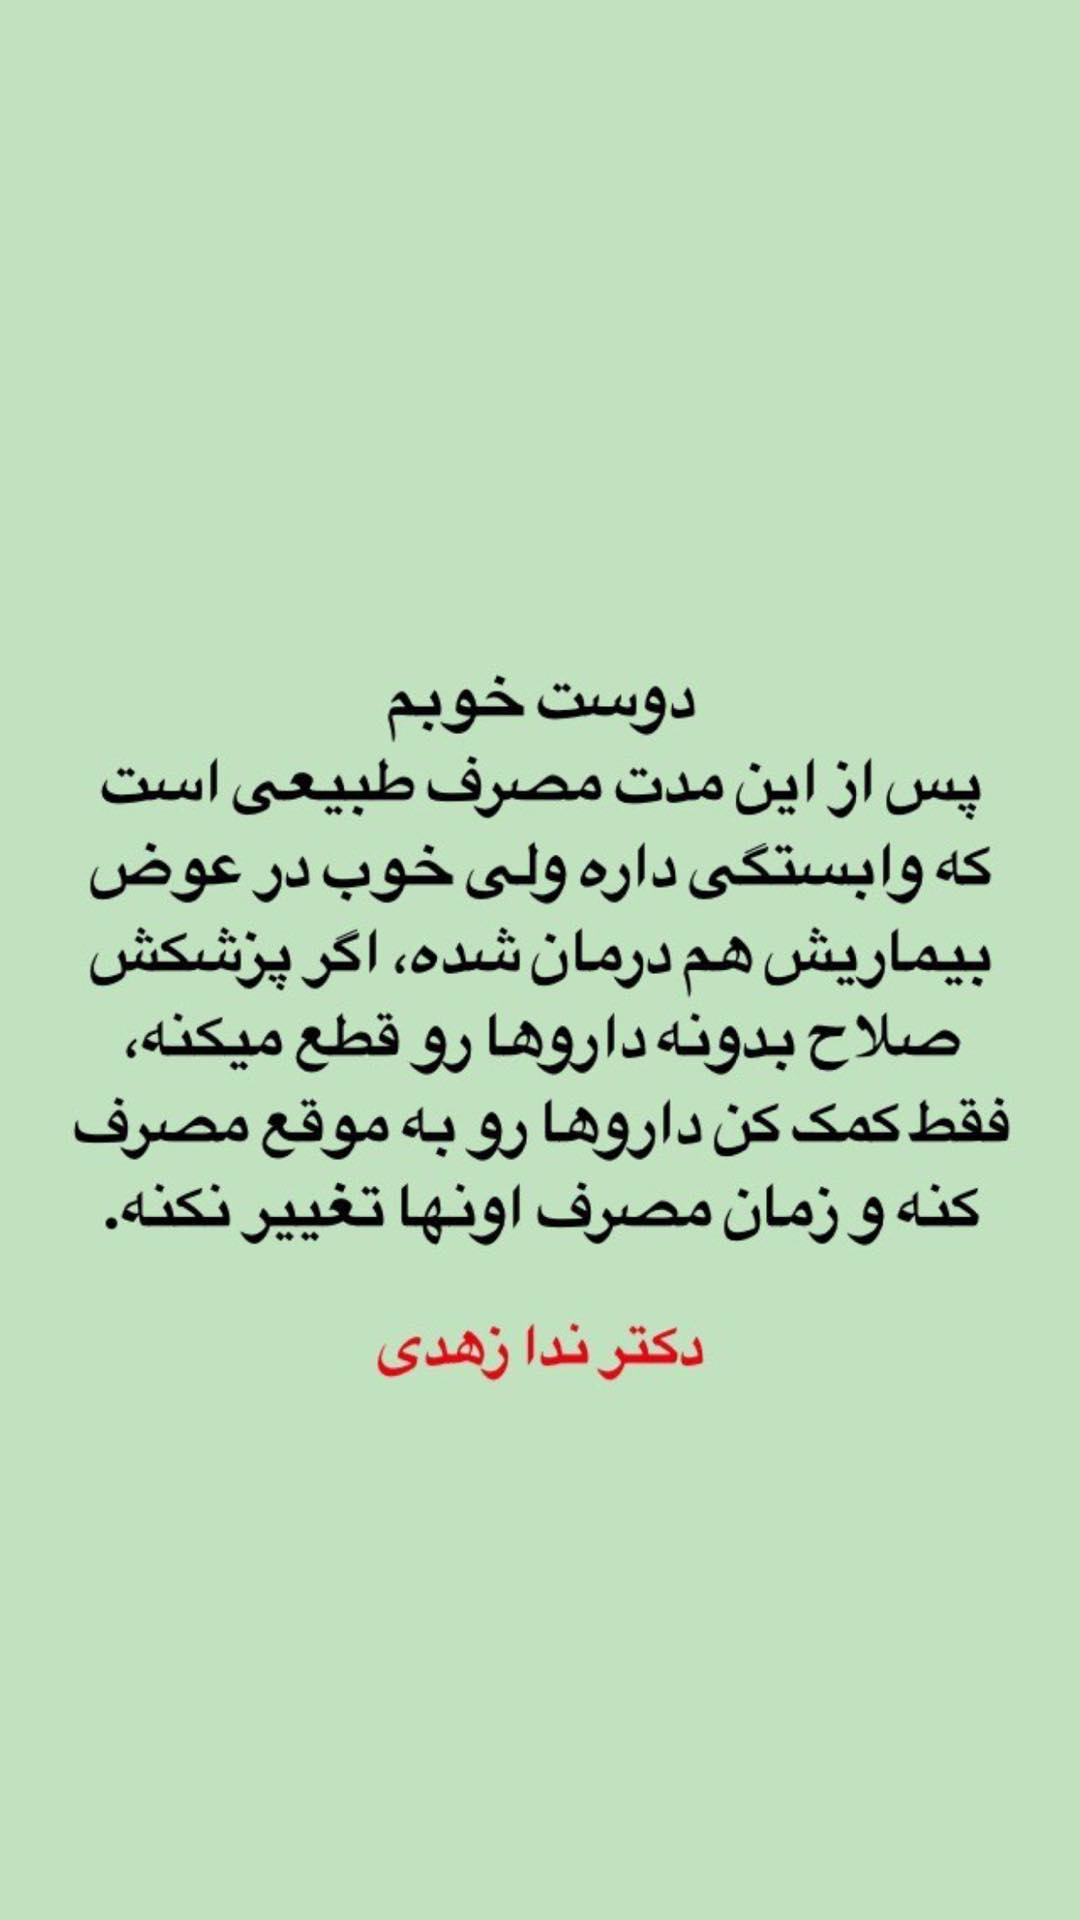 دوست خوبم
پس از این مدت مصرف طبیعی است
که وابستگی داره ولی خوب در عوض
بیماریش هم درمان شده، اگر پزشکش
صلاح بدونه داروها رو قطع میکنه،
فقط کمک کن داروها رو به موقع مصرف
کنه و زمان مصرف اونها تغییر نکنه.
دکتر ندا زهدی